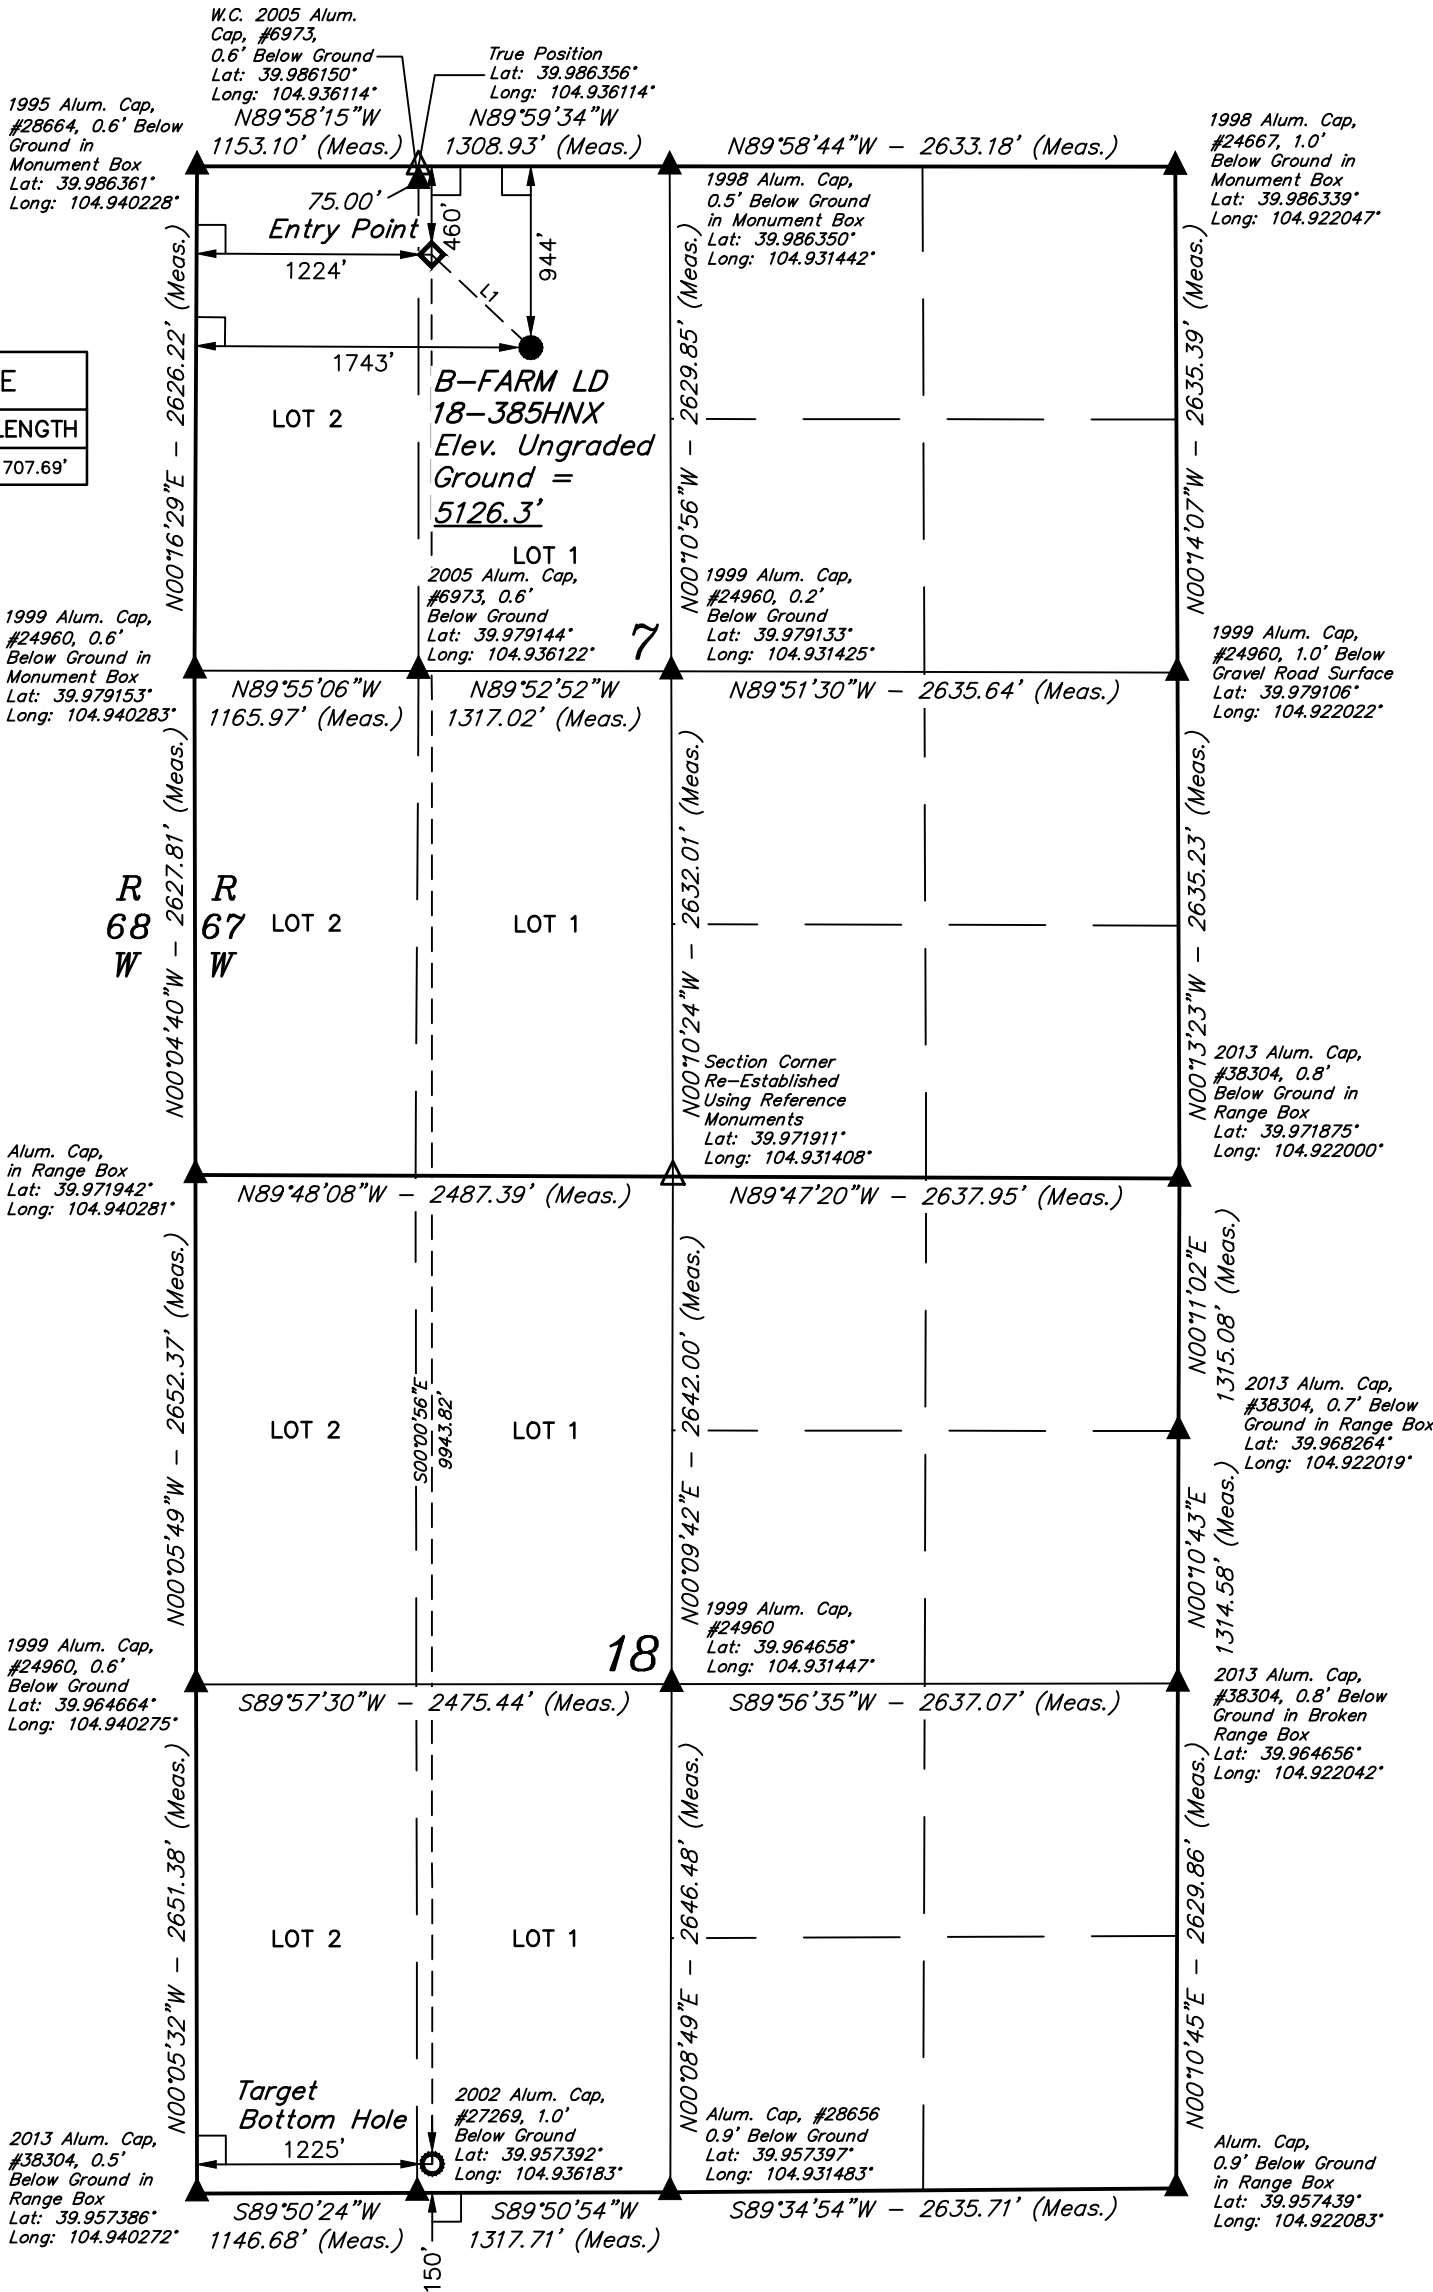 W.C. 2005 Alum.
Cap, #6973,
0.6' Below Ground
Lat: 39.986150°
Long: 104.936114°
True Position
Lat: 39.986356°
Long: 104.936114°
1995 Alum. Cap,
#28664, 0.6' Below
Ground in
Monument Box
Lat: 39.986361°
Long: 104.940228°
N89°58'15"W
1153.10' (Meas.)
N89°59'34"W
1308.93' (Meas.)
N89°58'44"W - 2633.18' (Meas.)
1998 Alum. Cap,
#24667, 1.0'
Below Ground in
Monument Box
Lat: 39.986339°
Long: 104.922047°
1998 Alum. Cap,
0.5' Below Ground
in Monument Box
Lat: 39.986350°
Long: 104.931442°
75.00'
Entry Point
460'
944'
1224'
L1
1743'
E
LENGTH
707.69'
N00°16'29"E - 2626.22' (Meas.)
LOT 2
B-FARM LD
18-385HNX
Elev. Ungraded
Ground =
5126.3'
LOT 1
N00°10'56"W - 2629.85' (Meas.)
N00°14'07"W - 2635.39' (Meas.)
1999 Alum. Cap,
#24960, 0.6'
Below Ground in
Monument Box
Lat: 39.979153°
Long: 104.940283°
2005 Alum. Cap,
#6973, 0.6'
Below Ground
Lat: 39.979144°
Long: 104.936122°
7
1999 Alum. Cap,
#24960, 0.2'
Below Ground
Lat: 39.979133°
Long: 104.931425°
1999 Alum. Cap,
#24960, 1.0' Below
Gravel Road Surface
Lat: 39.979106°
Long: 104.922022°
N89°55'06"W
1165.97' (Meas.)
N89°52'52"W
1317.02' (Meas.)
N89°51'30"W - 2635.64' (Meas.)
N00°04'40"W - 2627.81' (Meas.)
R
68
W
R
67
W
LOT 2
LOT 1
N00°10'24"W - 2632.01' (Meas.)
N00°13'23"W - 2635.23' (Meas.)
Section Corner
Re-Established
Using Reference
Monuments
Lat: 39.971911°
Long: 104.931408°
2013 Alum. Cap,
#38304, 0.8'
Below Ground in
Range Box
Lat: 39.971875°
Long: 104.922000°
Alum. Cap,
in Range Box
Lat: 39.971942°
Long: 104.940281°
N89°48'08"W - 2487.39' (Meas.)
N89°47'20"W - 2637.95' (Meas.)
N00°05'49"W - 2652.37' (Meas.)
LOT 2
S00°00'56"E
9943.82'
LOT 1
N00°09'42"E - 2642.00' (Meas.)
N00°11'02"E
1315.08' (Meas.)
2013 Alum. Cap,
#38304, 0.7' Below
Ground in Range Box
Lat: 39.968264°
Long: 104.922019°
N00°10'43"E
1314.58' (Meas.)
1999 Alum. Cap,
#24960, 0.6'
Below Ground
Lat: 39.964664°
Long: 104.940275°
18
1999 Alum. Cap,
#24960
Lat: 39.964658°
Long: 104.931447°
2013 Alum. Cap,
#38304, 0.8' Below
Ground in Broken
Range Box
Lat: 39.964656°
Long: 104.922042°
S89°57'30"W - 2475.44' (Meas.)
S89°56'35"W - 2637.07' (Meas.)
N00°05'32"W - 2651.38' (Meas.)
LOT 2
LOT 1
N00°08'49"E - 2646.48' (Meas.)
N00°10'45"E - 2629.86' (Meas.)
Target
Bottom Hole
1225'
2002 Alum. Cap,
#27269, 1.0'
Below Ground
Lat: 39.957392°
Long: 104.936183°
Alum. Cap, #28656
0.9' Below Ground
Lat: 39.957397°
Long: 104.931483°
2013 Alum. Cap,
#38304, 0.5'
Below Ground in
Range Box
Lat: 39.957386°
Long: 104.940272°
Alum. Cap,
0.9' Below Ground
in Range Box
Lat: 39.957439°
Long: 104.922083°
S89°50'24"W
1146.68' (Meas.)
S89°50'54"W
1317.71' (Meas.)
S89°34'54"W - 2635.71' (Meas.)
150'